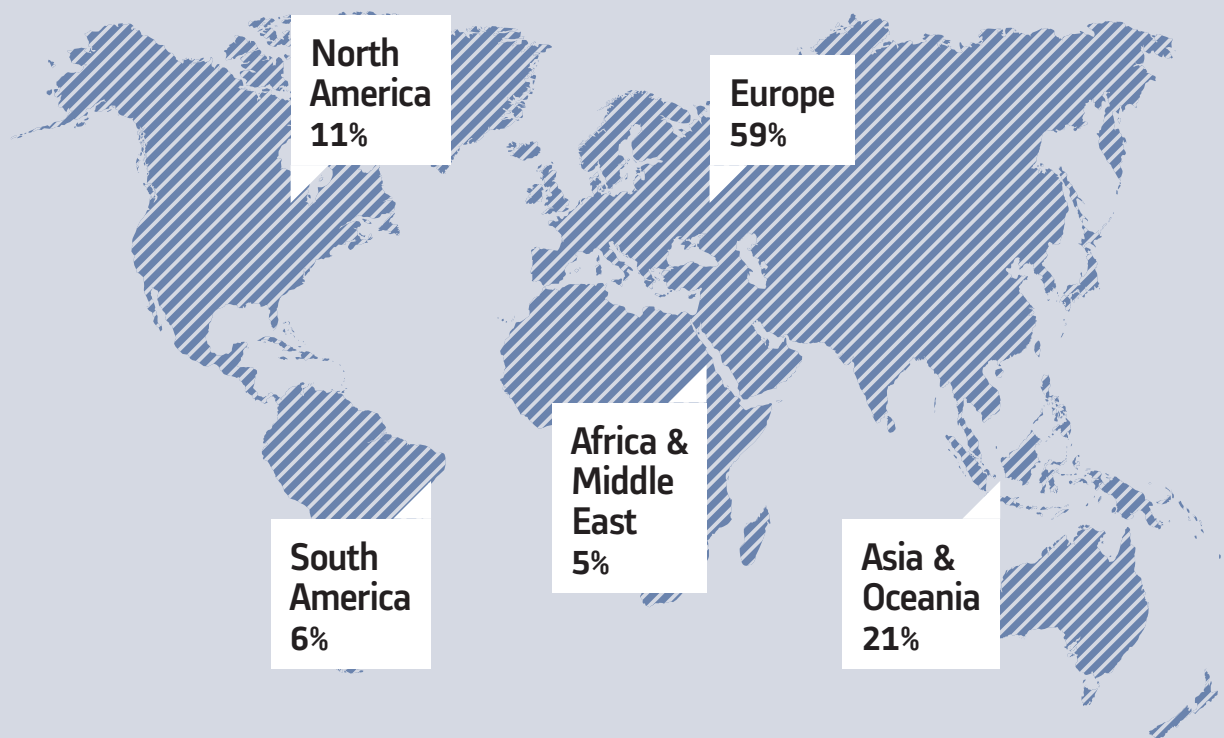 North
America
11%
Europe
59%
Africa &
Middle
East
5%
South
America
6%
Asia &
Oceania
21%